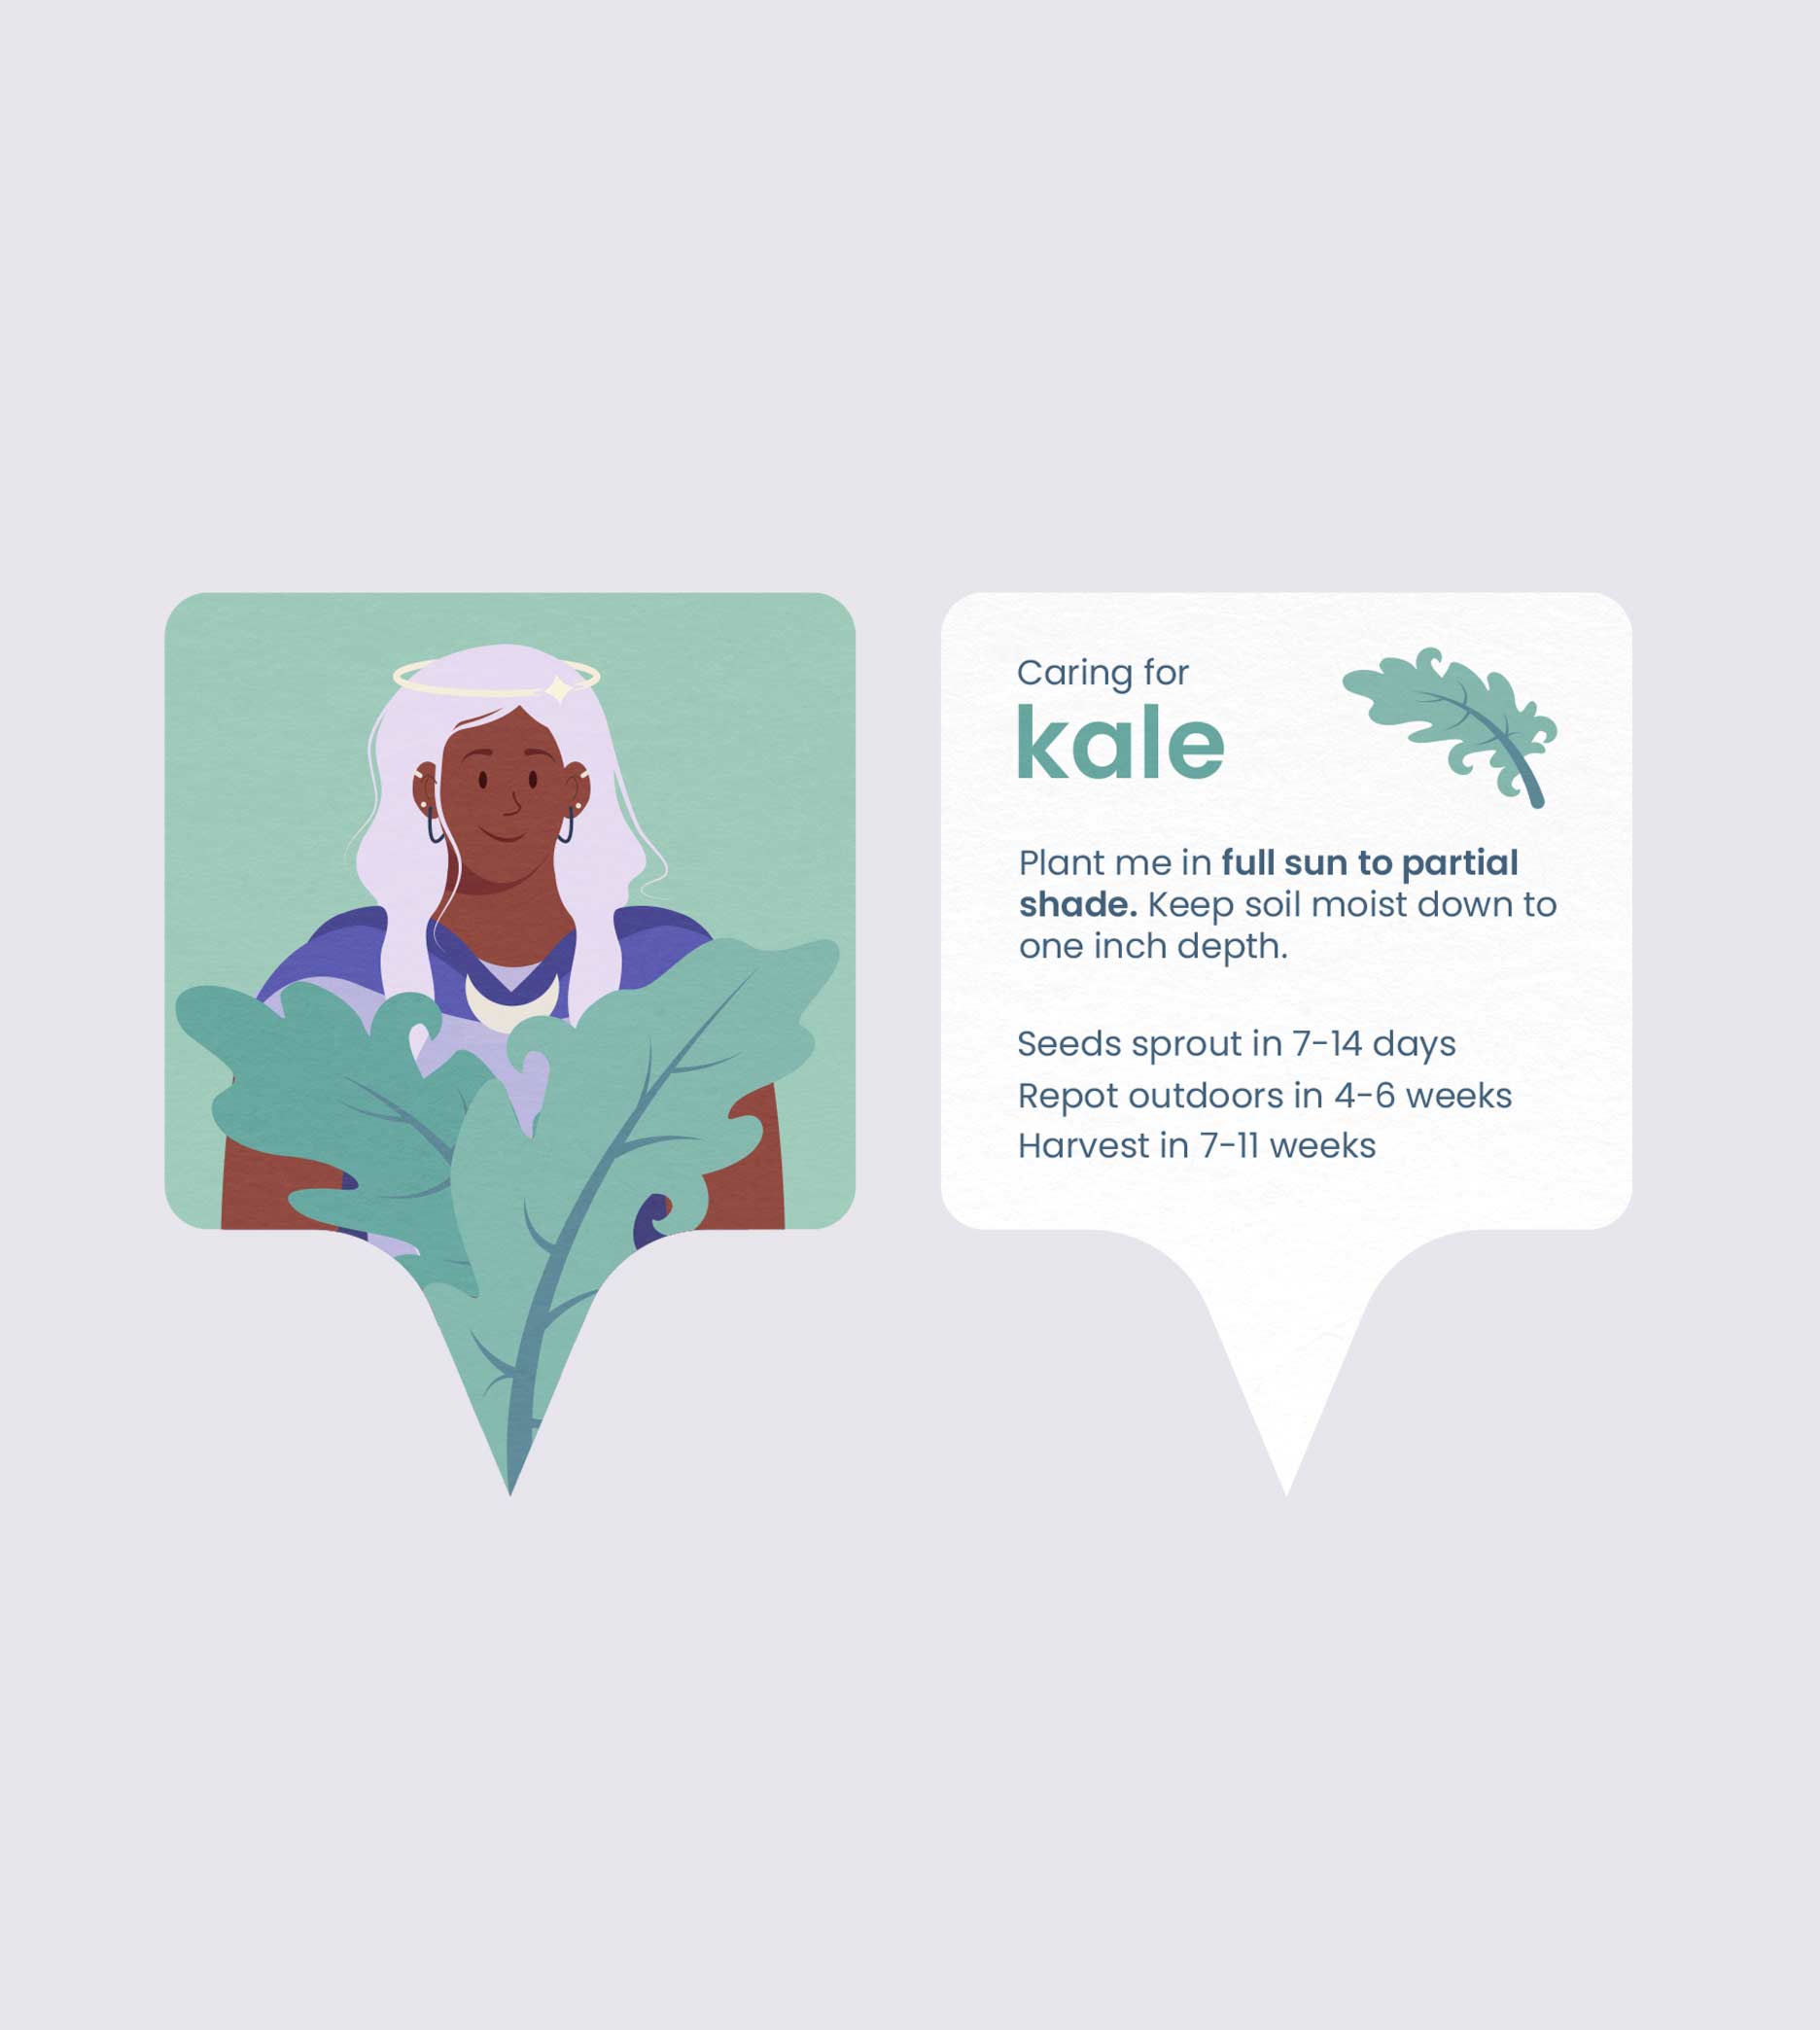 Caring for
kale
Plant me in full sun to partial
shade. Keep soil moist down to
one inch depth.
Seeds sprout in 7-14 days
Repot outdoors in 4-6 weeks
Harvest in 7-11 weeks